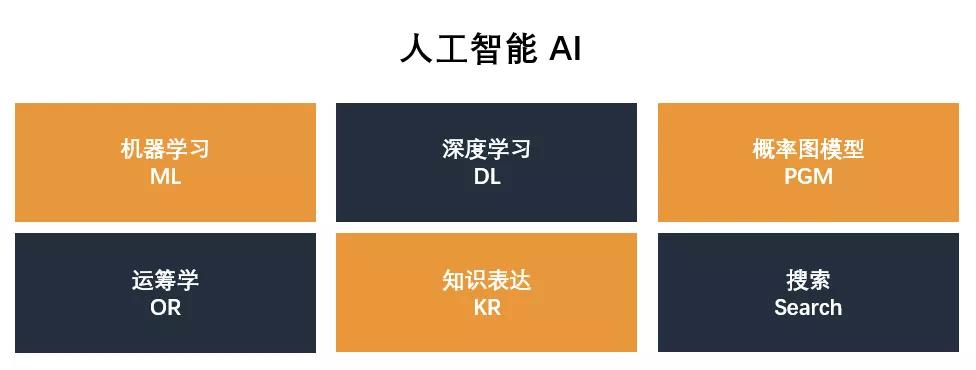 人工智能 AI
机器学习
ML
深度学习
DL
概率图模型
PGM
运筹学
OR
知识表达
KR
搜索
Search